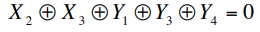 X₂ ⊕ X₃ ⊕ Y₁ ⊕ Y₃ ⊕ Y₄ = 0